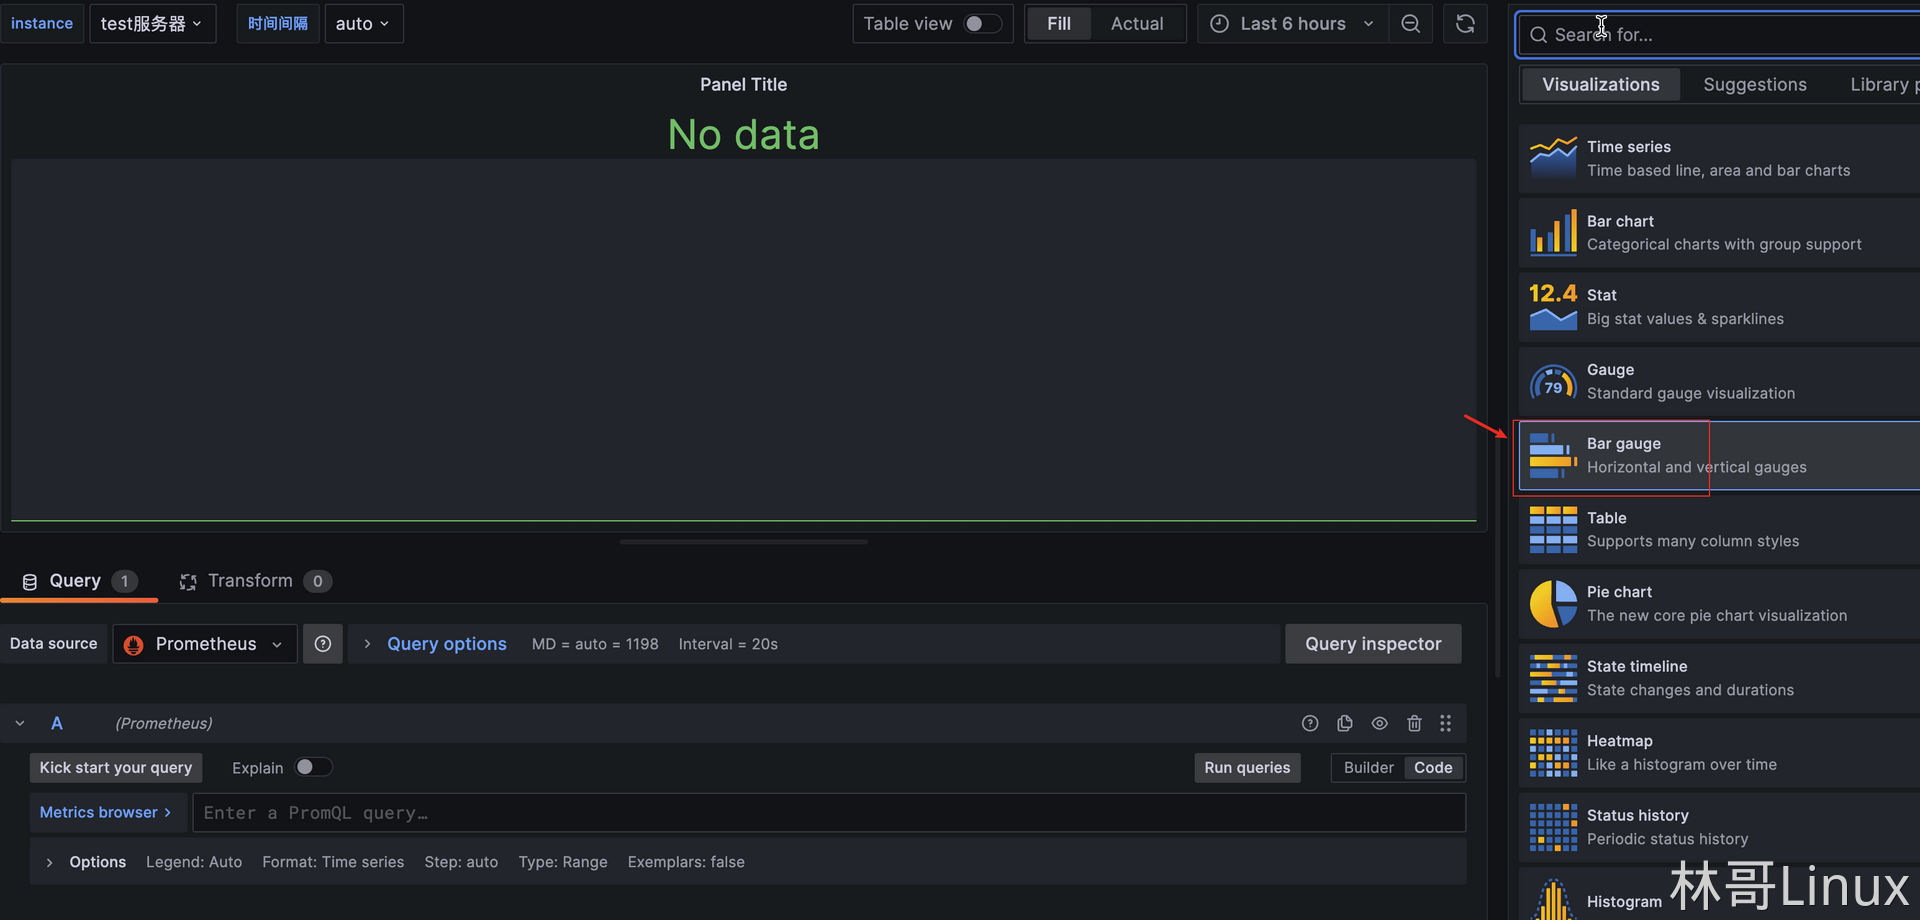 instance
test服务器
时间间隔
auto
Table view
Fill
Actual
Last 6 hours
Search for...
Visualizations
Suggestions
Library p
Panel Title
No data
Time series
Time based line, area and bar charts
Bar chart
Categorical charts with group support
12.4
Stat
Big stat values & sparklines
79
Gauge
Standard gauge visualization
Bar gauge
Horizontal and vertical gauges
Table
Supports many column styles
Pie chart
The new core pie chart visualization
State timeline
State changes and durations
Heatmap
Like a histogram over time
Status history
Periodic status history
Histogram
Query 1
Transform 0
Data source
Prometheus
Query options
MD = auto = 1198
Interval = 20s
Query inspector
A
(Prometheus)
Kick start your query
Explain
Run queries
Builder
Code
Metrics browser >
Enter a PromQL query…
Options
Legend: Auto
Format: Time series
Step: auto
Type: Range
Exemplars: false
林哥Linux